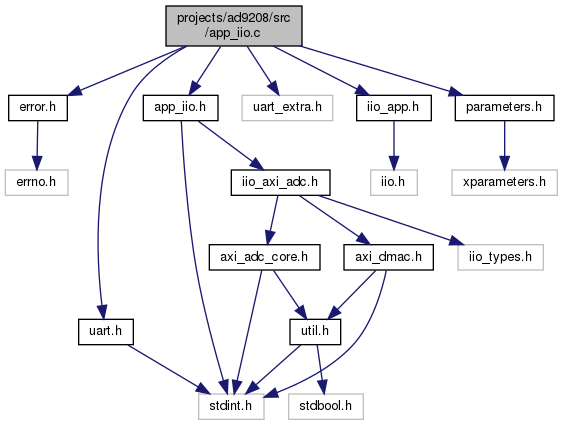 projects/ad9208/src
/app_iio.c
error.h
app_iio.h
uart_extra.h
iio_app.h
parameters.h
errno.h
iio_axi_adc.h
iio.h
xparameters.h
axi_adc_core.h
axi_dmac.h
iio_types.h
uart.h
util.h
stdint.h
stdbool.h